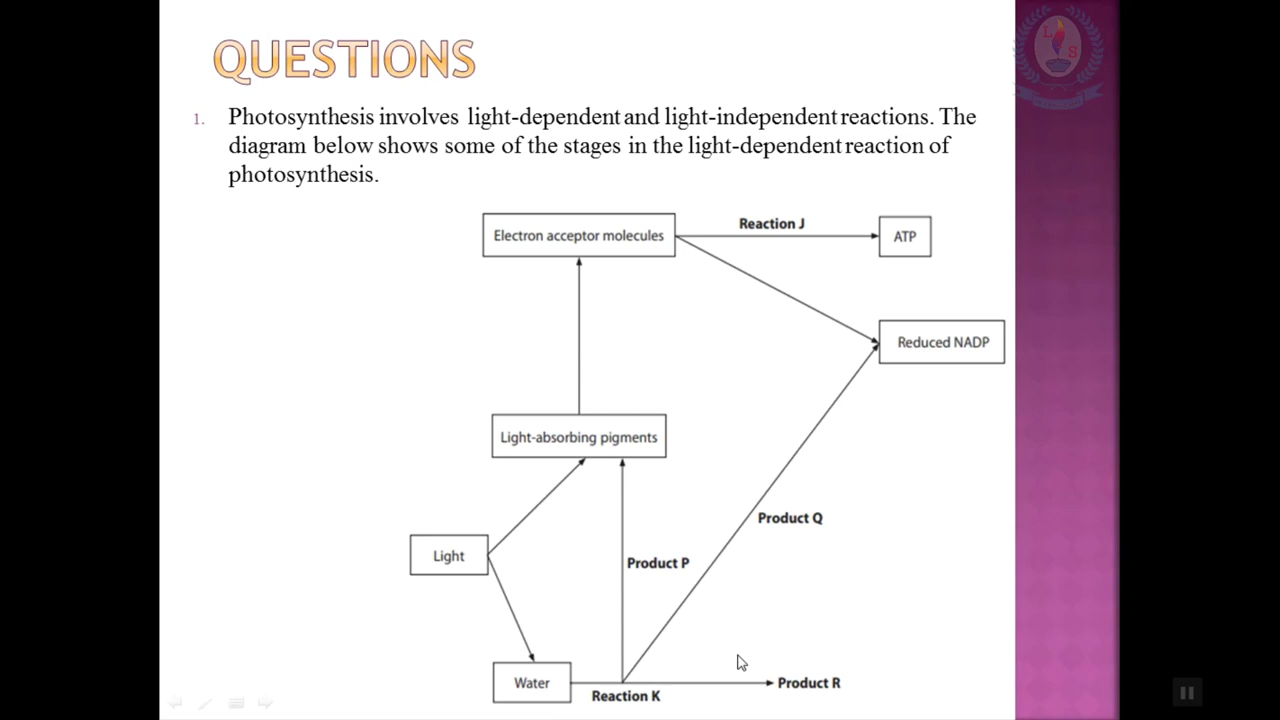 QUESTIONS
1. Photosynthesis involves light-dependent and light-independent reactions. The
diagram below shows some of the stages in the light-dependent reaction of
photosynthesis.
Electron acceptor molecules
Reaction J
ATP
Reduced NADP
Light-absorbing pigments
Product Q
Light
Product P
Water
Reaction K
Product R
L
S